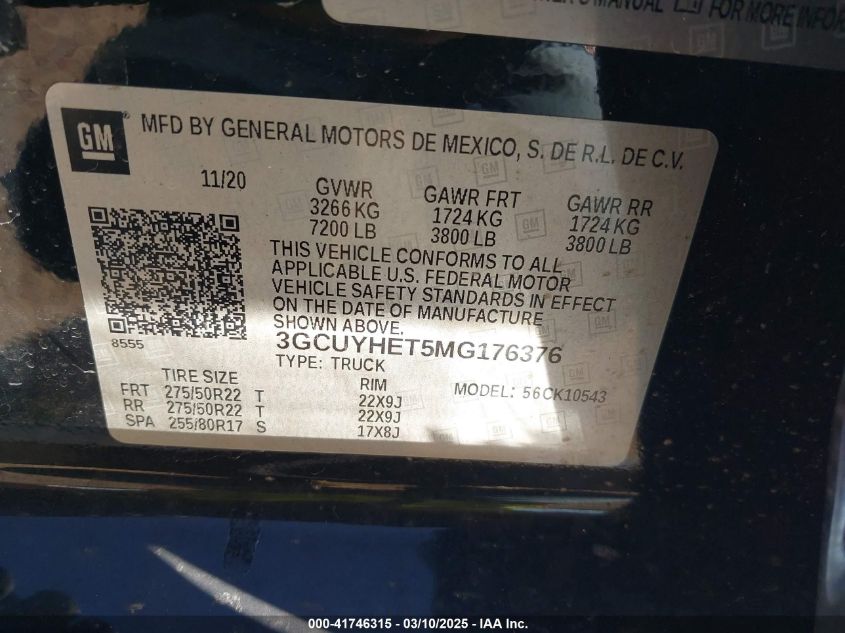 'S MANUAL FOR MORE INFO
GM ® MFD BY GENERAL MOTORS DE MEXICO, S. DE R.L. DE C.V.
11/20 GVWR GAWR FRT GAWR RR
3266 KG 1724 KG 1724 KG
7200 LB 3800 LB 3800 LB
THIS VEHICLE CONFORMS TO ALL
APPLICABLE U.S. FEDERAL MOTOR
VEHICLE SAFETY STANDARDS IN EFFECT
ON THE DATE OF MANUFACTURE
SHOWN ABOVE.
8555 3GCUYHET5MG176376
TYPE: TRUCK
TIRE SIZE RIM MODEL: 56CK10543
FRT 275/50R22 T 22X9J
RR 275/50R22 T 22X9J
SPA 255/80R17 S 17X8J
000-41746315 - 03/10/2025 - IAA Inc.